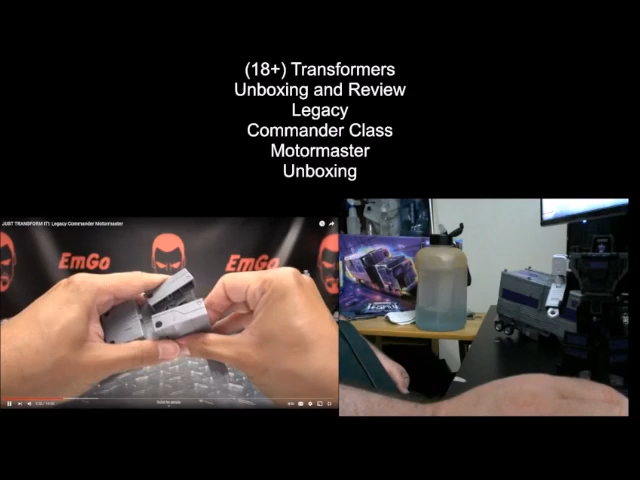 (18+) Transformers
Unboxing and Review
Legacy
Commander Class
Motormaster
Unboxing
JUST TRANSFORM IT!: Legacy Commander Motormaster
EmGo
EmGo